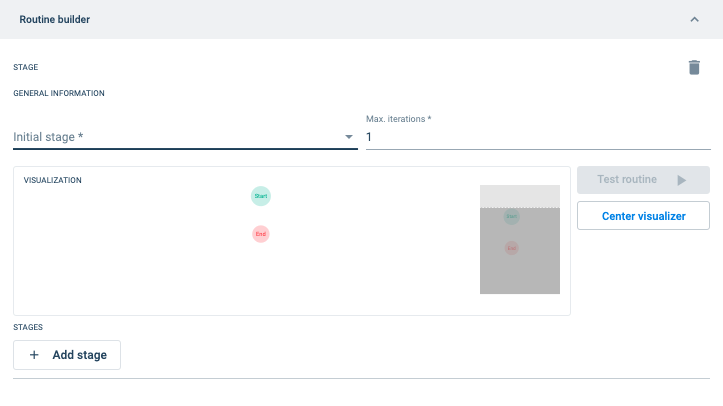 Routine builder
STAGE
GENERAL INFORMATION
Initial stage *
Max. iterations *
1
VISUALIZATION
Start
End
Start
End
Test routine
Center visualizer
STAGES
+ Add stage